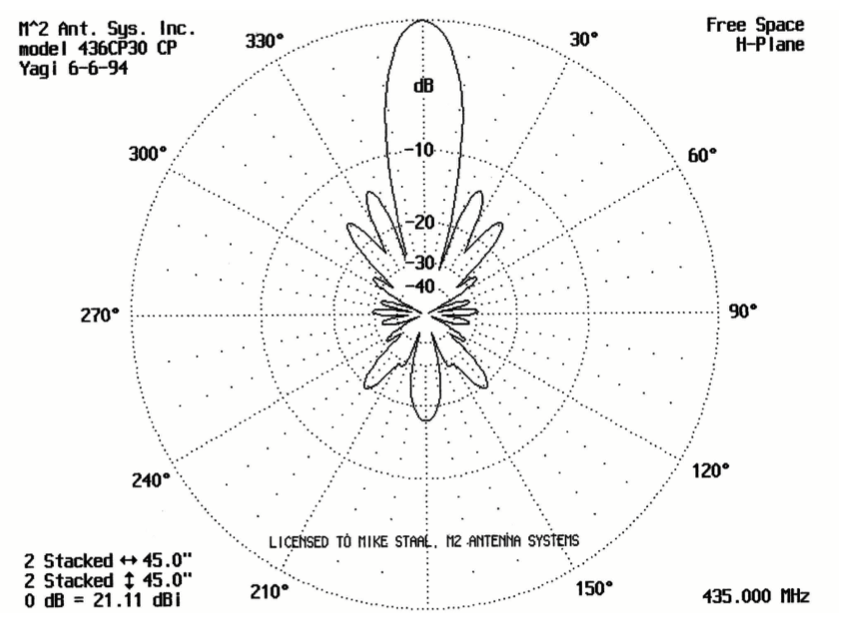 M^2 Ant. Sys. Inc.
model 436CP30 CP
Yagi 6-6-94
Free Space
H-Plane
330°
30°
dB
-10
300°
60°
-20
-30
-40
270°
90°
240°
120°
LICENSED TO MIKE STAAL, M2 ANTENNA SYSTEMS
2 Stacked ↔ 45.0"
2 Stacked ↕ 45.0"
0 dB = 21.11 dBi
210°
150°
435.000 MHz